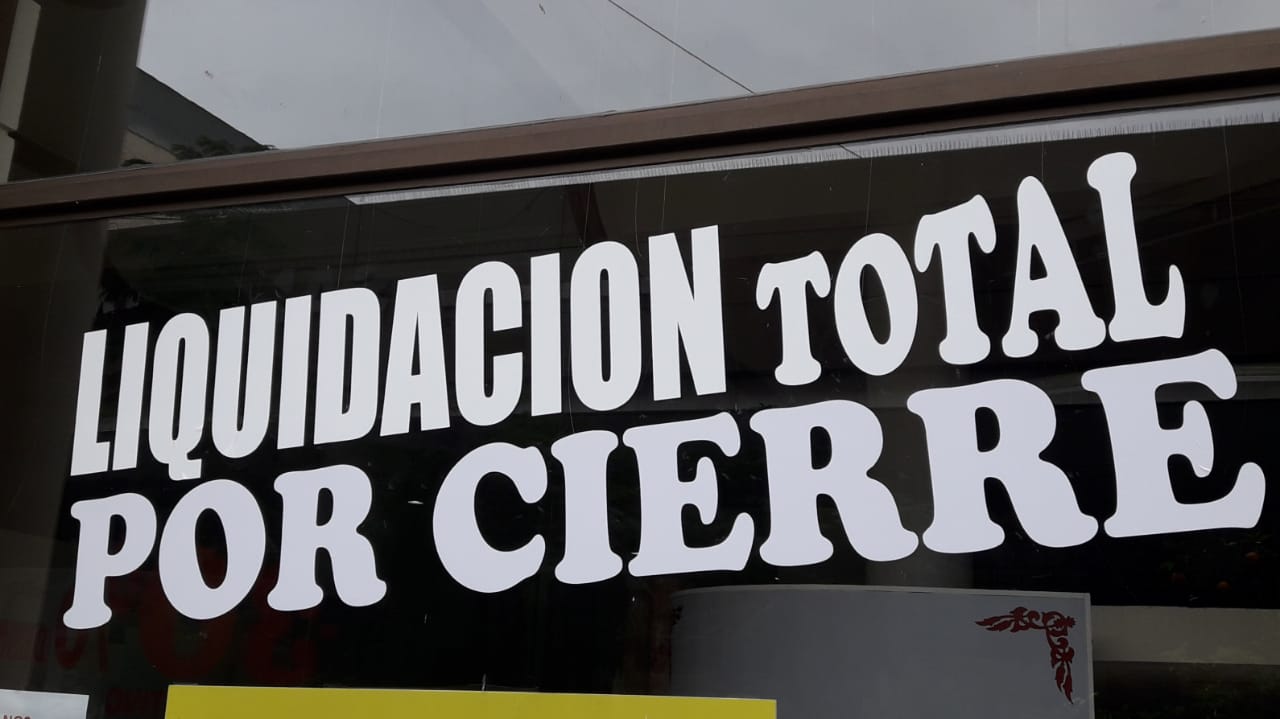 LIQUIDACION TOTAL
POR CIERRE